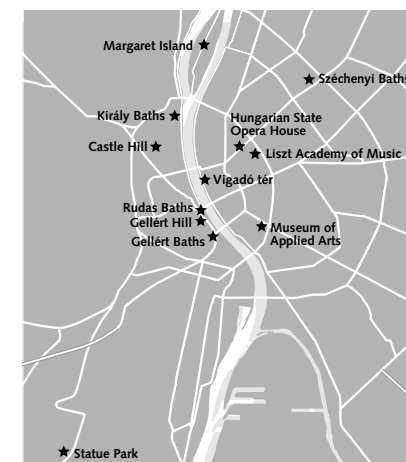 Margaret Island
Széchenyi Baths
Király Baths
Hungarian State
Opera House
Castle Hill
Liszt Academy of Music
Vigadó tér
Rudas Baths
Gellért Hill
Museum of
Applied Arts
Gellért Baths
Statue Park